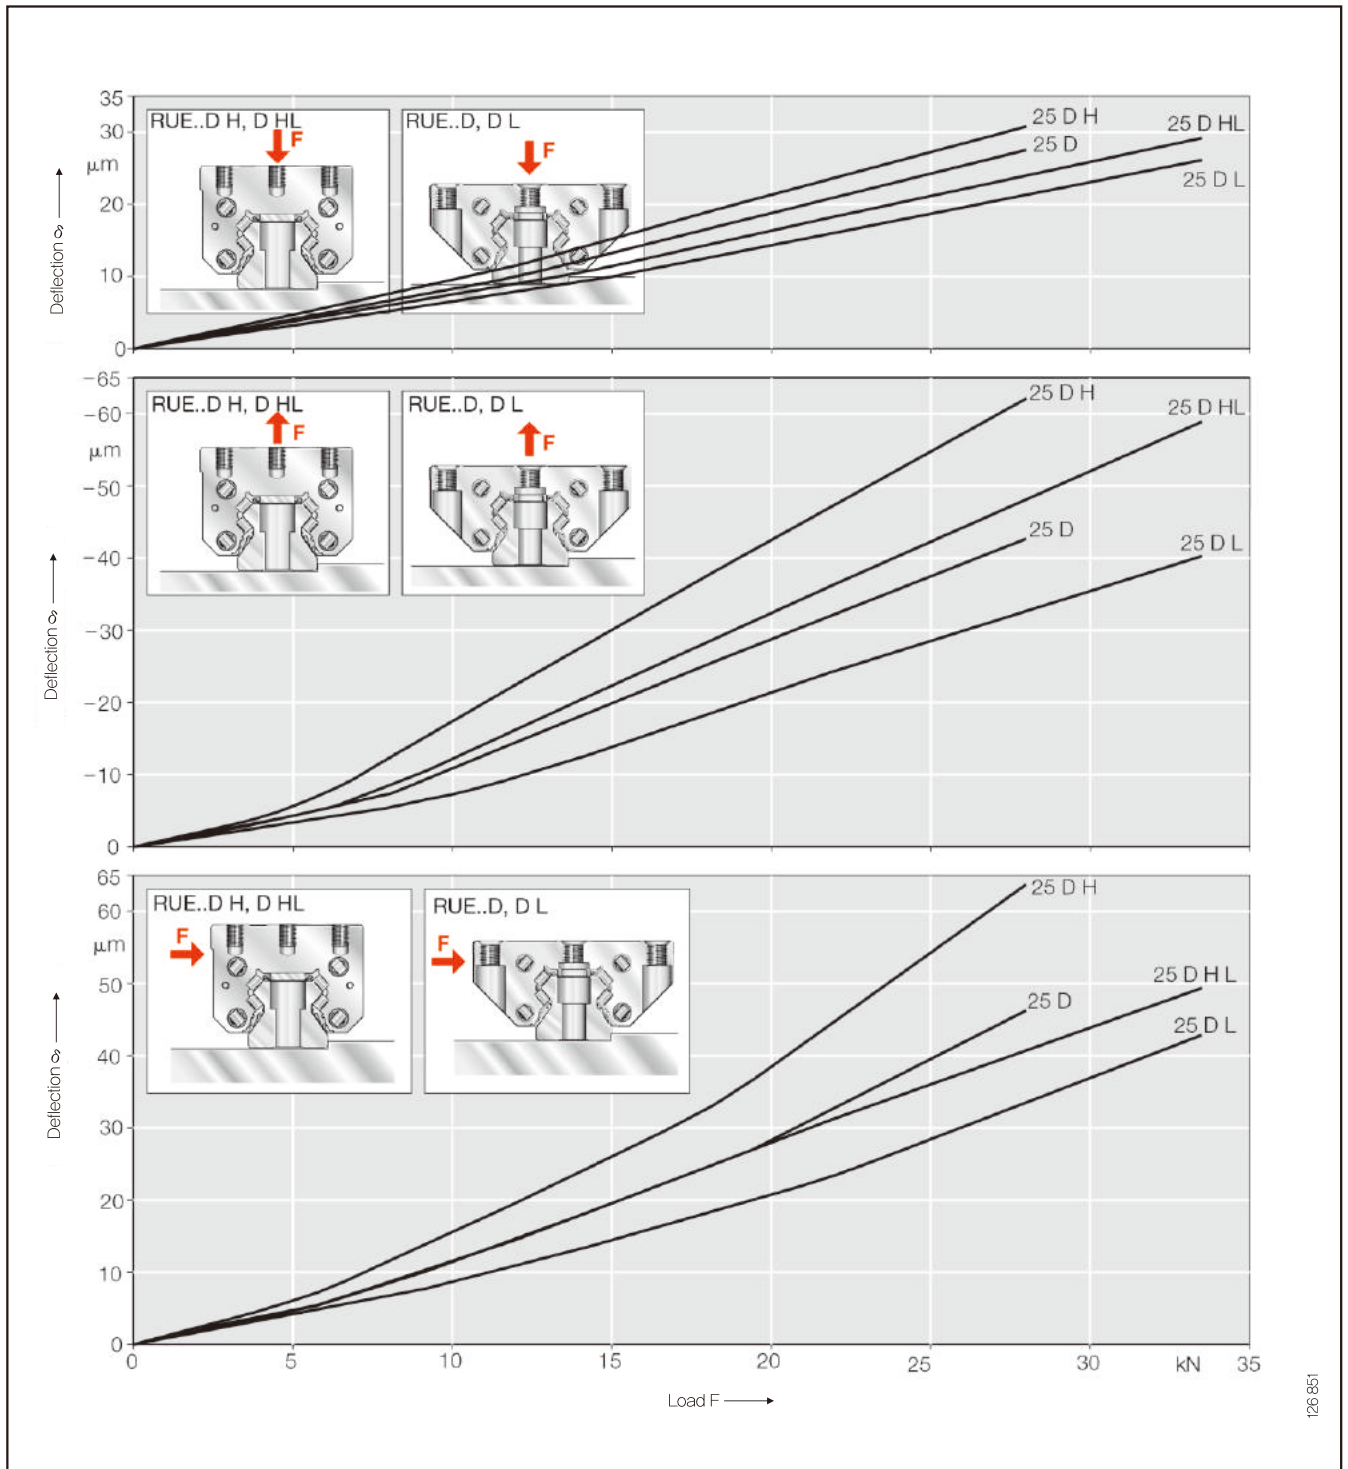 35
30
μm
20
10
0
Deflection
RUE..D H, D HL
F
RUE..D, D L
F
25 D H
25 D
25 D HL
25 D L
−65
−60
μm
−50
−40
−30
−20
−10
0
Deflection
RUE..D H, D HL
F
RUE..D, D L
F
25 D H
25 D HL
25 D
25 D L
65
60
μm
50
40
30
20
10
0
Deflection
RUE..D H, D HL
F
RUE..D, D L
F
25 D H
25 D H L
25 D
25 D L
0 5 10 15 20 25 30 kN 35
Load F
126 851